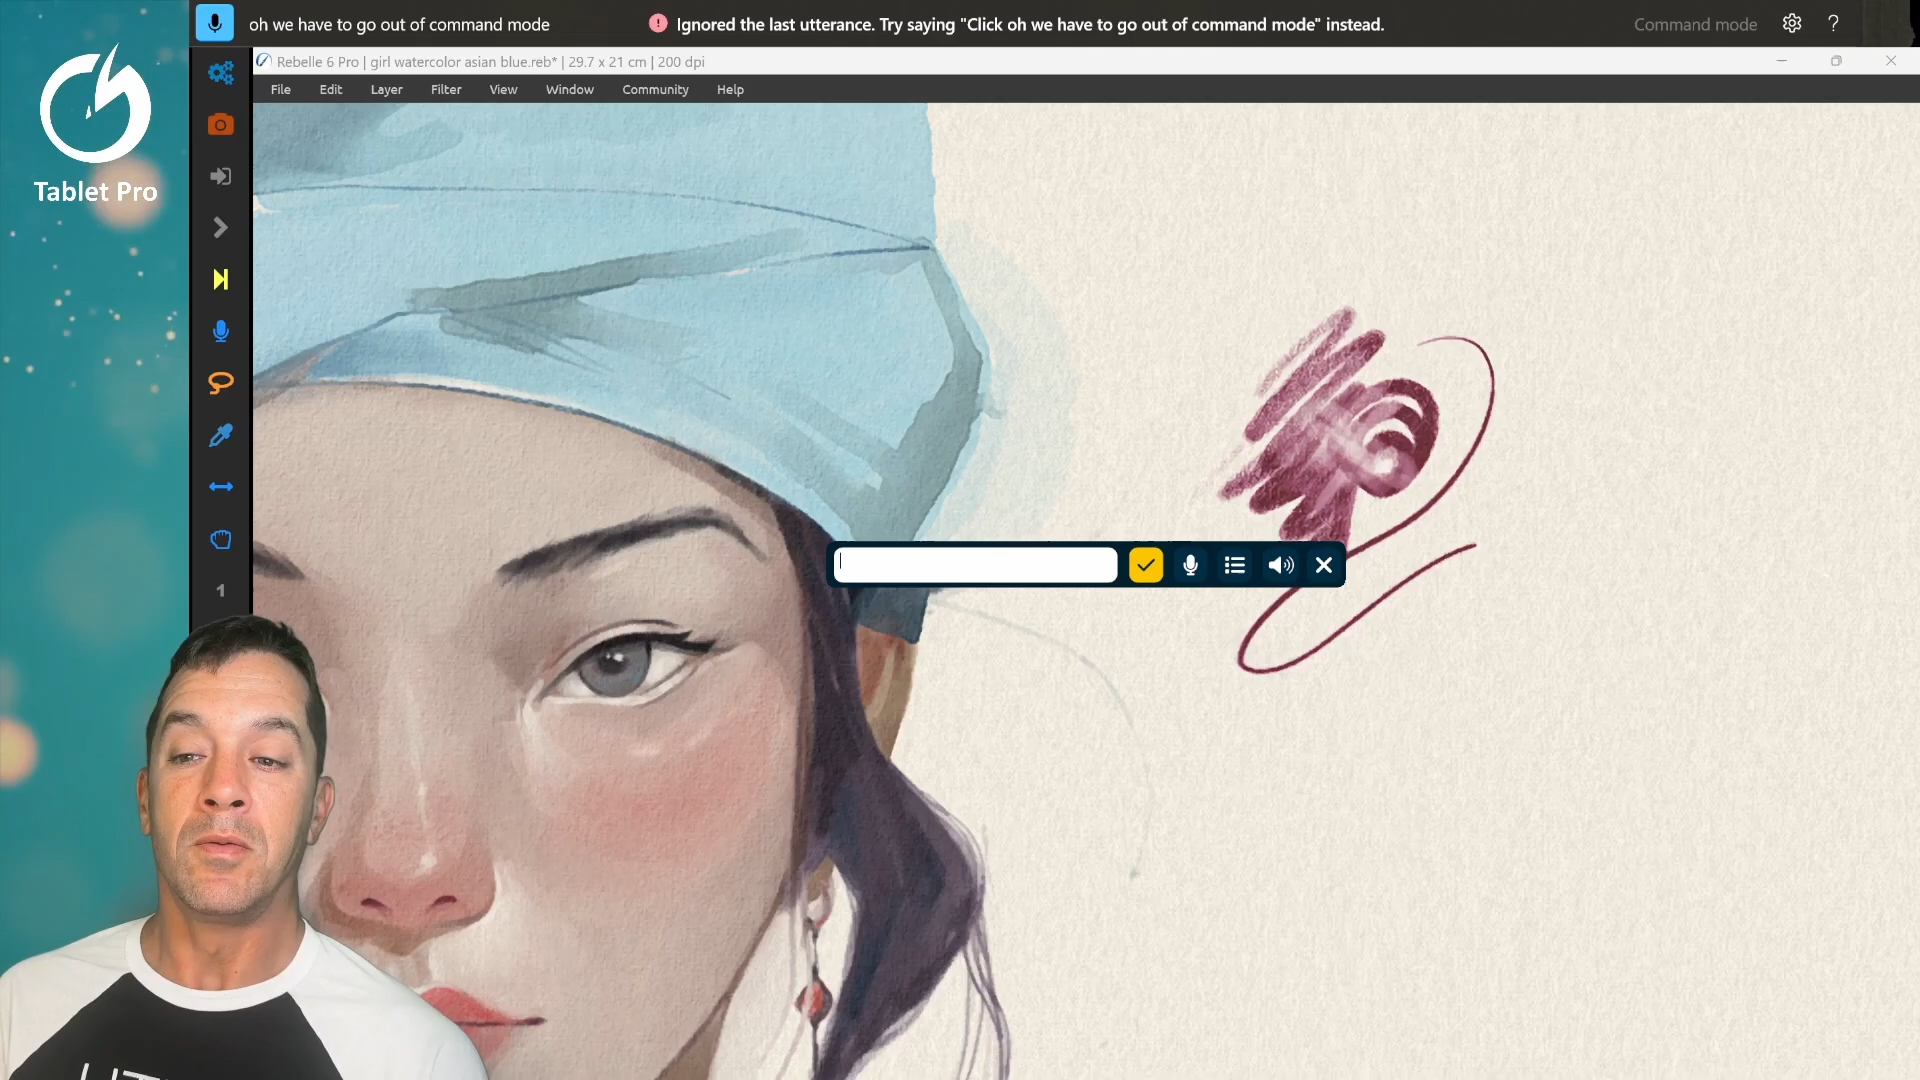 oh we have to go out of command mode
Ignored the last utterance. Try saying "Click oh we have to go out of command mode" instead.
Command mode
?
Tablet Pro
Rebelle 6 Pro | girl watercolor asian blue.reb* | 29.7 x 21 cm | 200 dpi
File Edit Layer Filter View Window Community Help
1